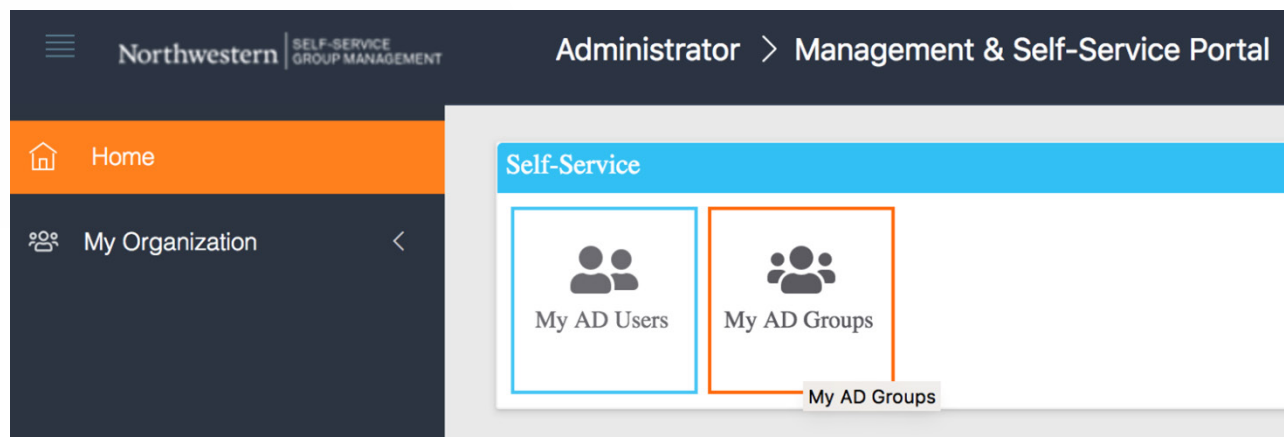 Northwestern
SELF-SERVICE
GROUP MANAGEMENT
Administrator > Management & Self-Service Portal
Home
My Organization <
Self-Service
My AD Users
My AD Groups
My AD Groups